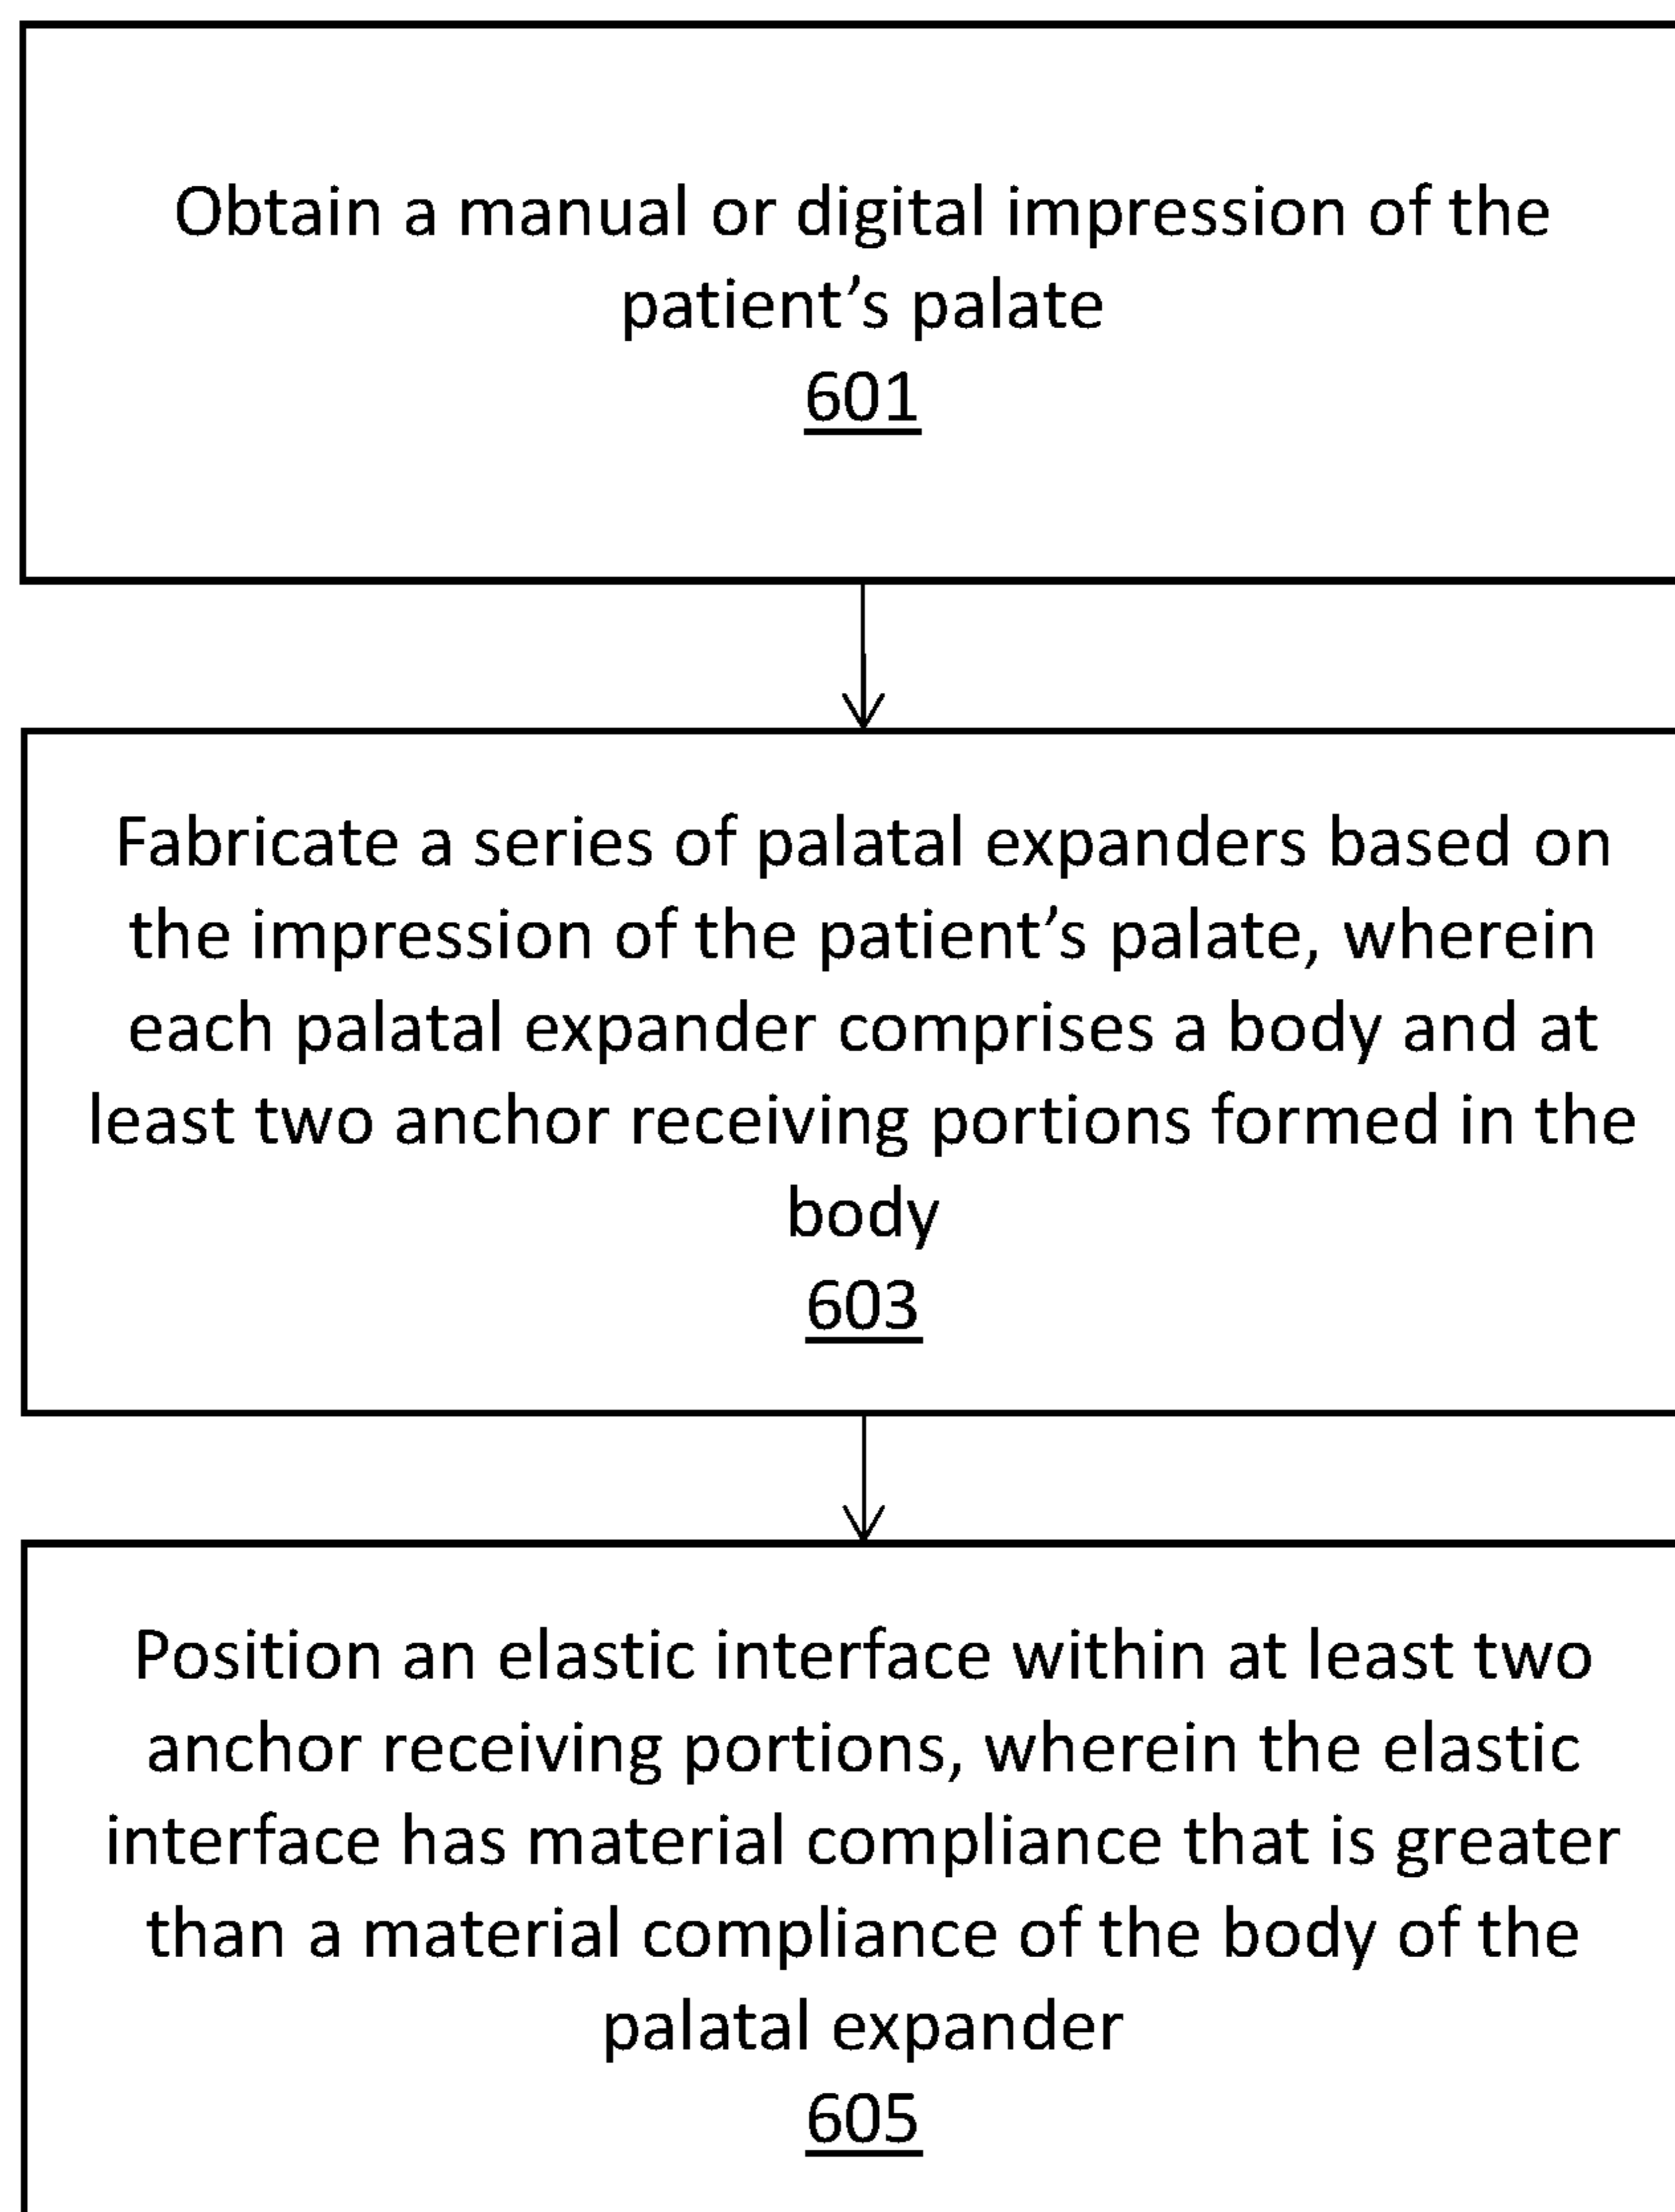 Obtain a manual or digital impression of the
patient’s palate
601
Fabricate a series of palatal expanders based on
the impression of the patient’s palate, wherein
each palatal expander comprises a body and at
least two anchor receiving portions formed in the
body
603
Position an elastic interface within at least two
anchor receiving portions, wherein the elastic
interface has material compliance that is greater
than a material compliance of the body of the
palatal expander
605